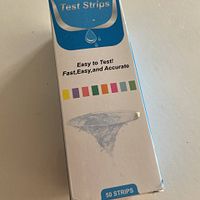 Test Strips
Easy to Test!
Fast,Easy,and Accurate
50 STRIPS